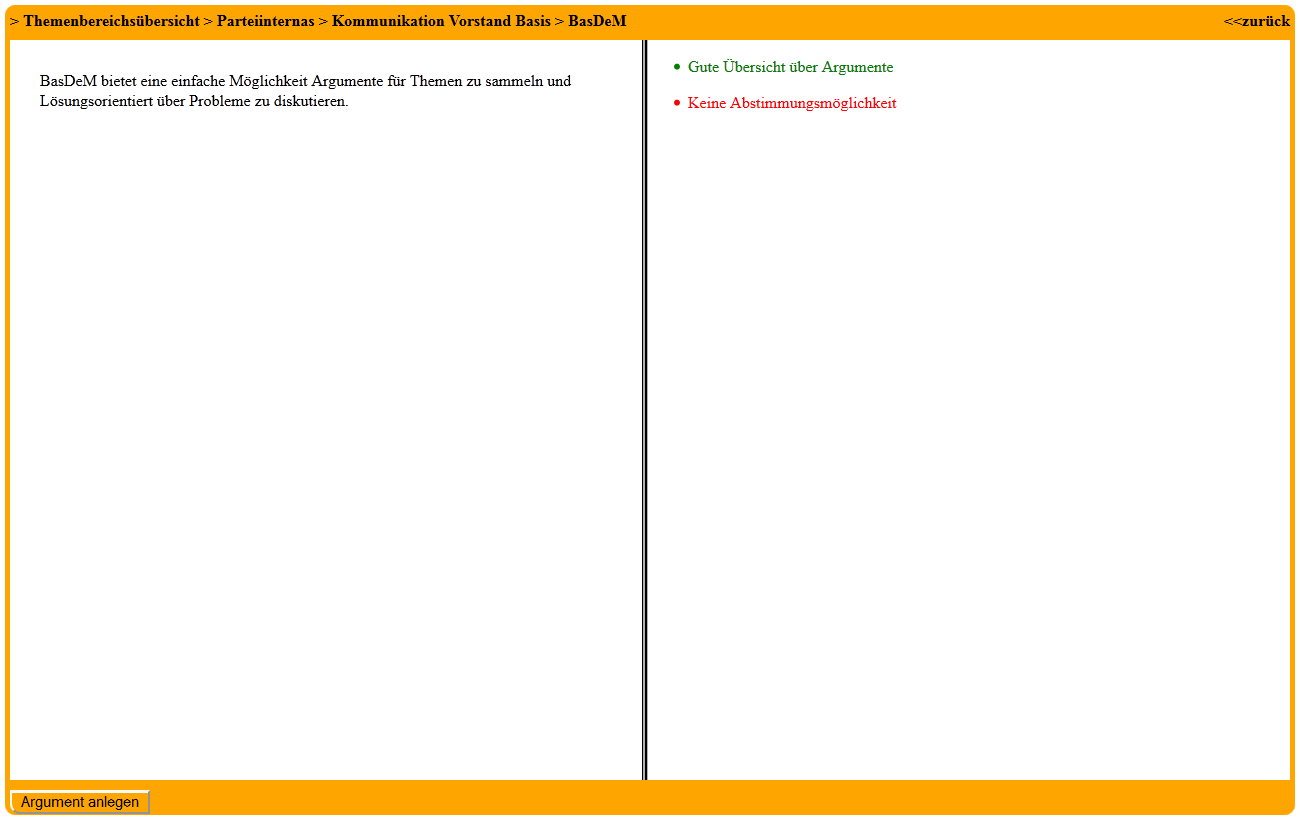 > Themenbereichsübersicht > Parteiinternas > Kommunikation Vorstand Basis > BasDeM
<<zurück
BasDeM bietet eine einfache Möglichkeit Argumente für Themen zu sammeln und
Lösungsorientiert über Probleme zu diskutieren.
Gute Übersicht über Argumente
Keine Abstimmungsmöglichkeit
Argument anlegen